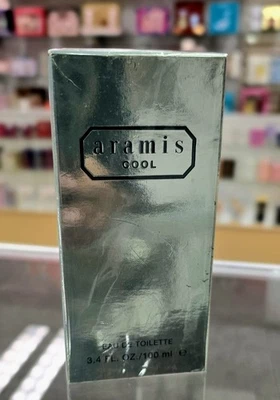 aramis
COOL
EAU DE TOILETTE
3.4 FL. OZ./100 ml ℮